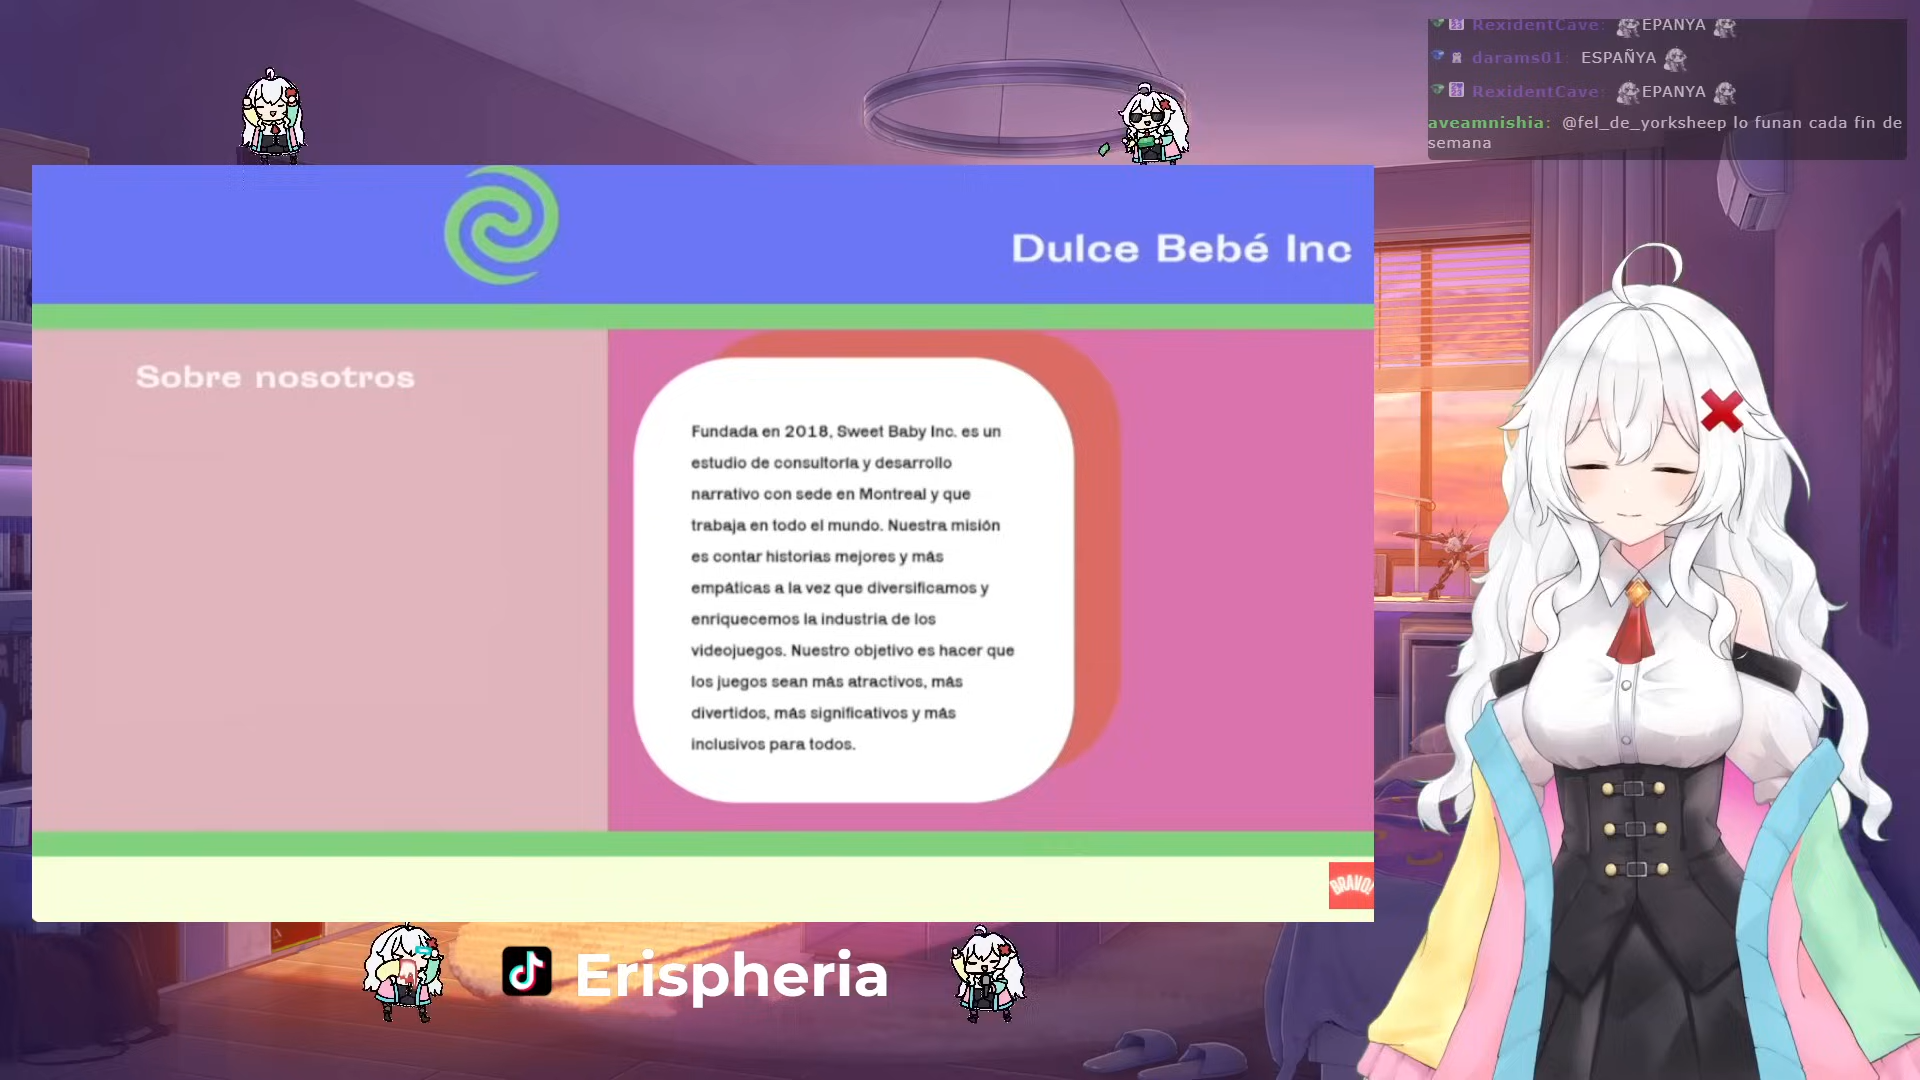 RexidentCave: EPANYA
darams01: ESPAÑYA
RexidentCave: EPANYA
aveamnishia: @fel_de_yorksheep lo funan cada fin de
semana
Dulce Bebé Inc
Sobre nosotros
Fundada en 2018, Sweet Baby Inc. es un
estudio de consultoría y desarrollo
narrativo con sede en Montreal y que
trabaja en todo el mundo. Nuestra misión
es contar historias mejores y más
empáticas a la vez que diversificamos y
enriquecemos la industria de los
videojuegos. Nuestro objetivo es hacer que
los juegos sean más atractivos, más
divertidos, más significativos y más
inclusivos para todos.
BRAVO!
Erispheria